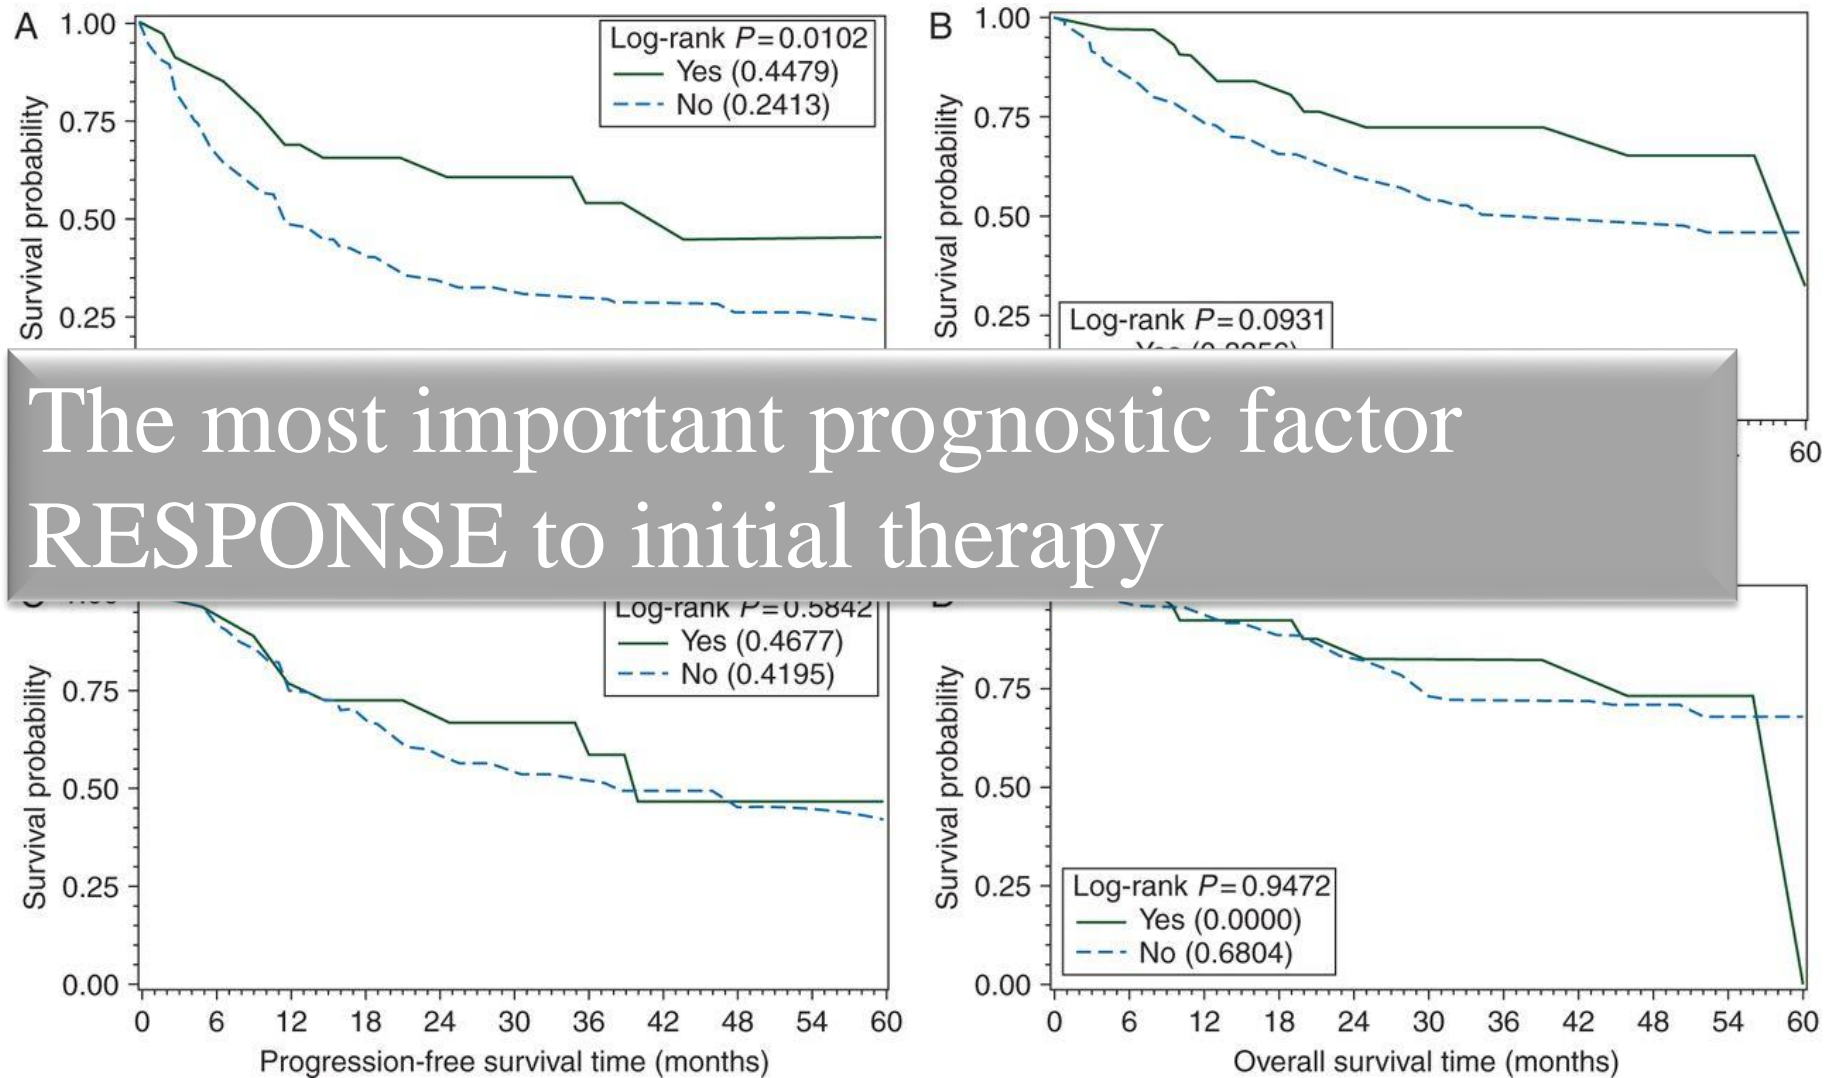 A
1.00
0.75
0.50
0.25
Survival probability
Log-rank P=0.0102
Yes (0.4479)
No (0.2413)
B
1.00
0.75
0.50
0.25
Survival probability
Log-rank P=0.0931
60
The most important prognostic factor
RESPONSE to initial therapy
0.75
0.50
0.25
0.00
Survival probability
Log-rank P=0.5842
Yes (0.4677)
No (0.4195)
0 6 12 18 24 30 36 42 48 54 60
Progression-free survival time (months)
0.75
0.50
0.25
0.00
Survival probability
Log-rank P=0.9472
Yes (0.0000)
No (0.6804)
0 6 12 18 24 30 36 42 48 54 60
Overall survival time (months)